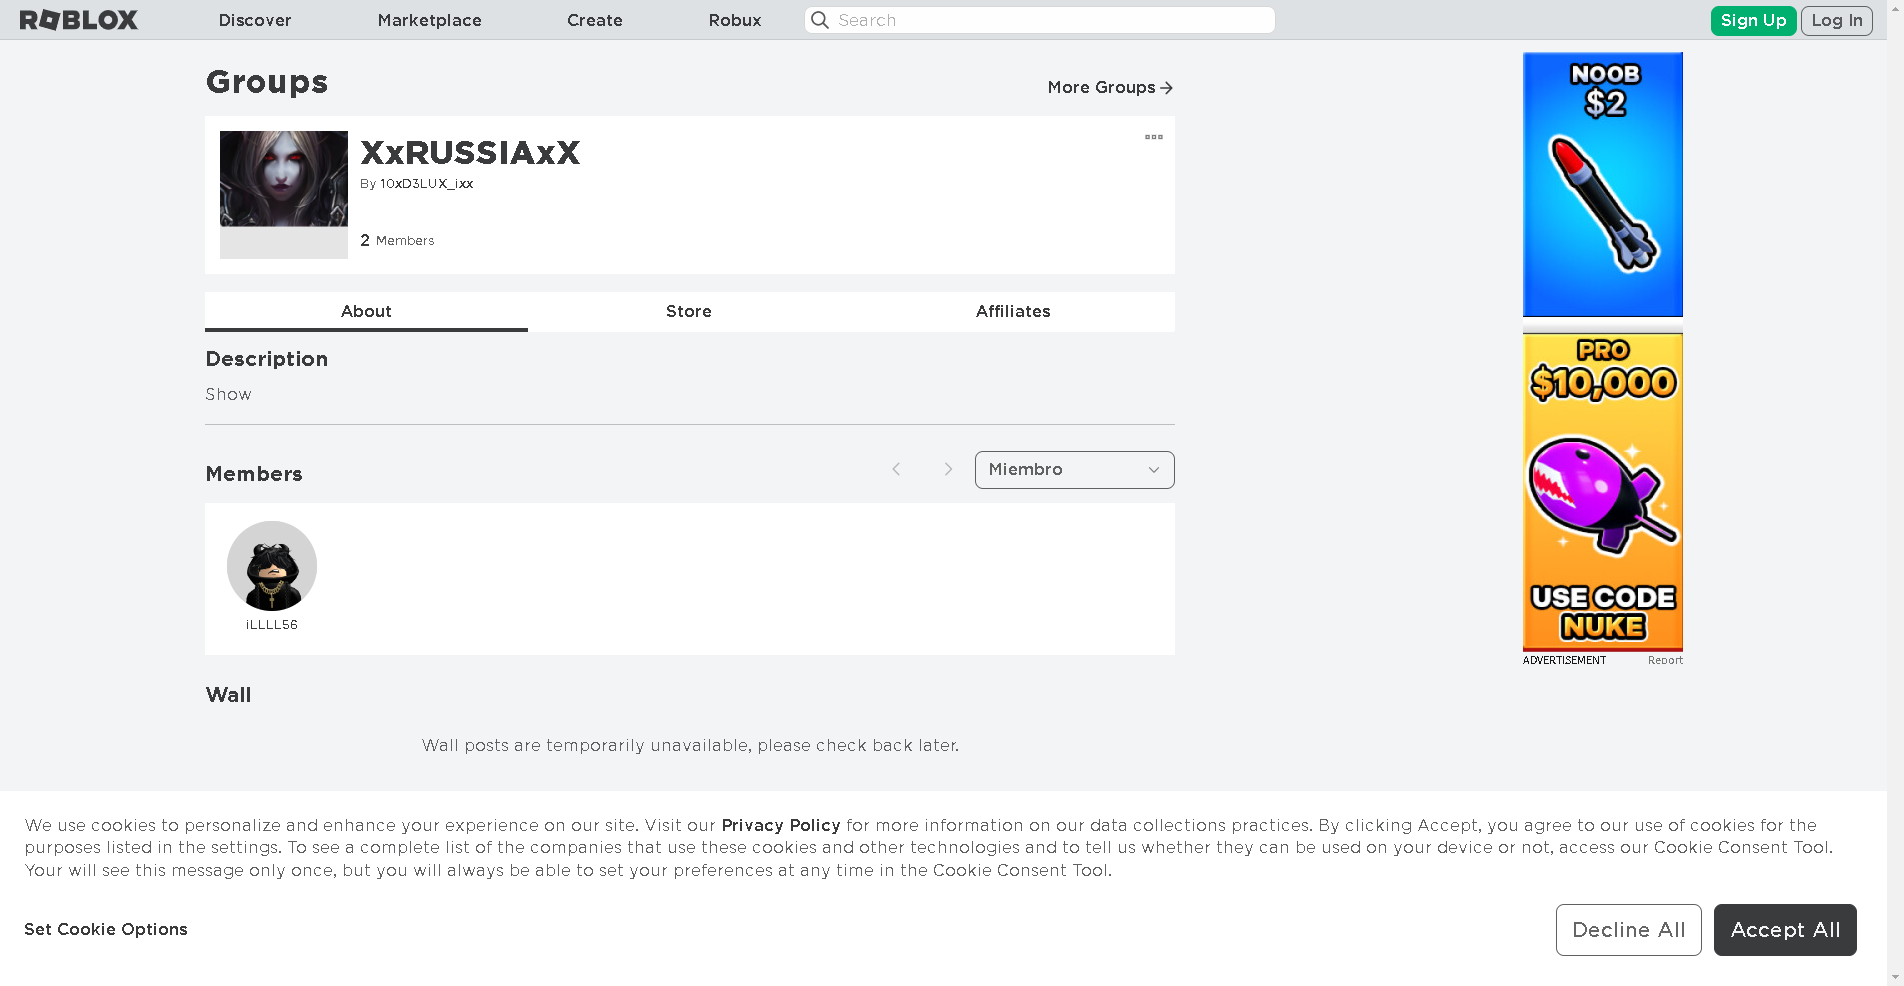 ROBLOX
Discover
Marketplace
Create
Robux
Search
Sign Up
Log In
Groups
More Groups
XxRUSSIAxX
By 10xD3LUX_ixx
2 Members
About
Store
Affiliates
Description
Show
Members
Miembro
iLLLL56
Wall
Wall posts are temporarily unavailable, please check back later.
NOOB
$2
PRO
$10,000
USE CODE
NUKE
ADVERTISEMENT
Report
We use cookies to personalize and enhance your experience on our site. Visit our Privacy Policy for more information on our data collections practices. By clicking Accept, you agree to our use of cookies for the
purposes listed in the settings. To see a complete list of the companies that use these cookies and other technologies and to tell us whether they can be used on your device or not, access our Cookie Consent Tool.
Your will see this message only once, but you will always be able to set your preferences at any time in the Cookie Consent Tool.
Set Cookie Options
Decline All
Accept All